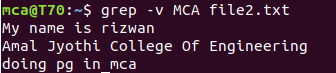 mca@T70:~$ grep -v MCA file2.txt
My name is rizwan
Amal Jyothi College Of Engineering
doing pg in mca